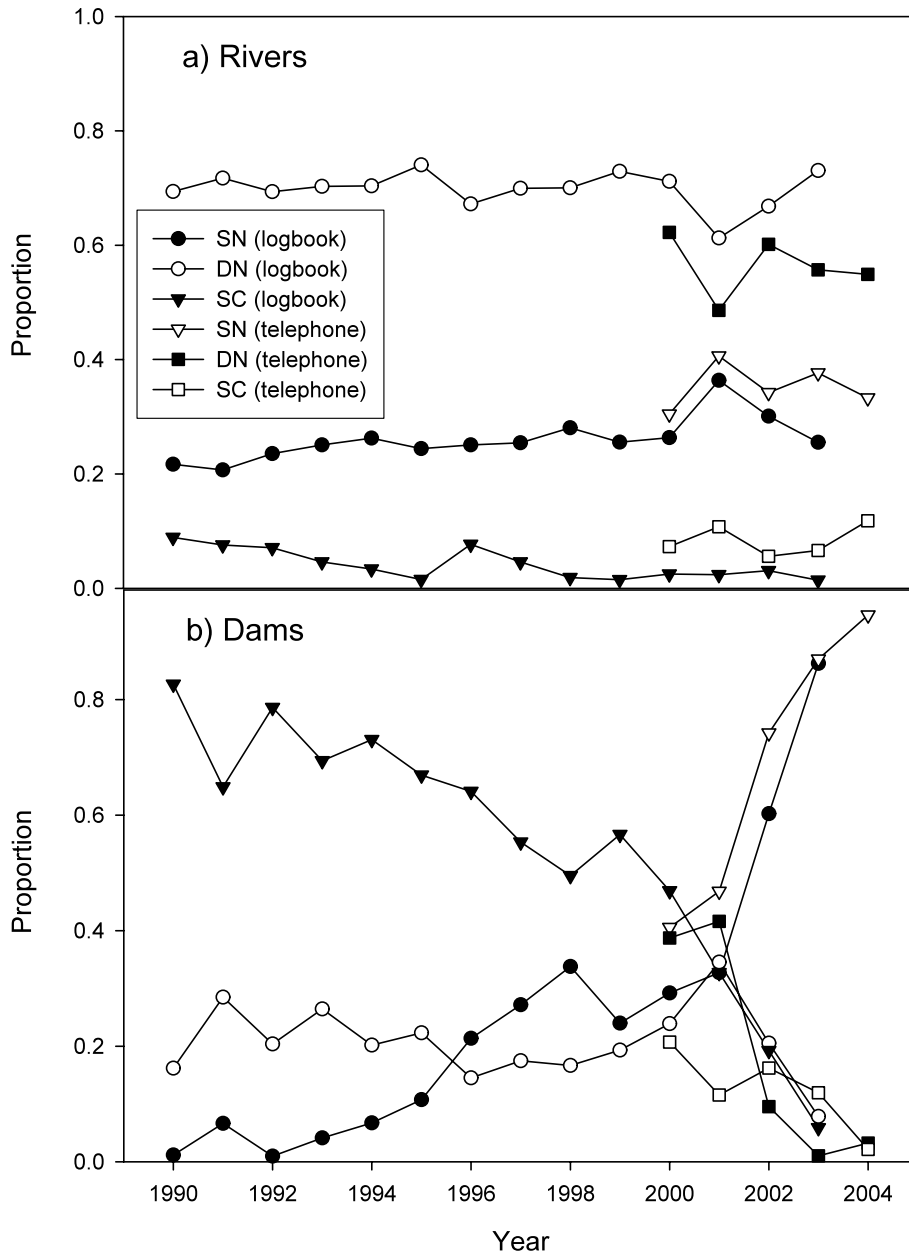 1.0
a) Rivers
0.8
0.6
0.4
0.2
0.0
Proportion
SN (logbook)
DN (logbook)
SC (logbook)
SN (telephone)
DN (telephone)
SC (telephone)
b) Dams
0.8
0.6
0.4
0.2
0.0
Proportion
1990 1992 1994 1996 1998 2000 2002 2004
Year